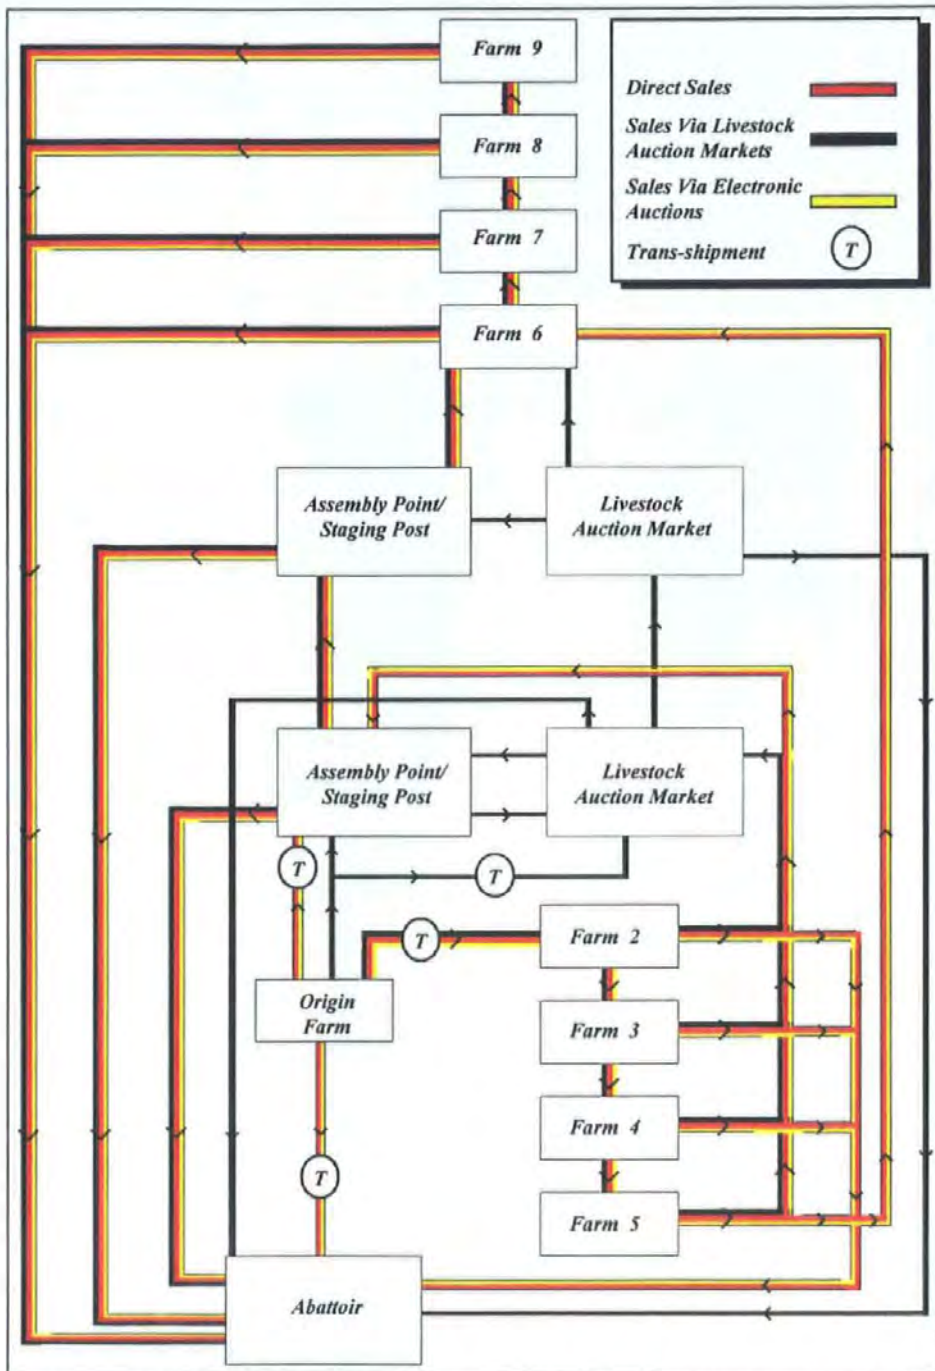 Farm 9
Direct Sales
Sales Via Livestock
Auction Markets
Farm 8
Sales Via Electronic
Auctions
Farm 7
Trans-shipment
T
Farm 6
Assembly Point/
Staging Post
Livestock
Auction Market
Assembly Point/
Staging Post
Livestock
Auction Market
T
T
T
Farm 2
Origin
Farm
Farm 3
Farm 4
T
Farm 5
Abattoir